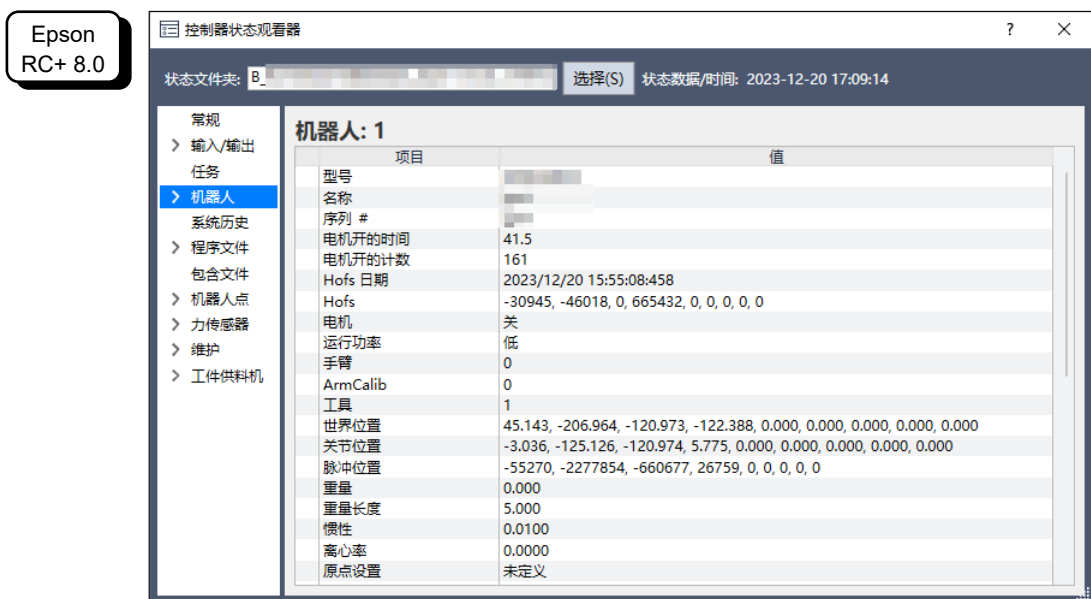 Epson
RC+ 8.0
控制器状态观看器
?
状态文件夹: B_
选择(S)
状态数据/时间: 2023-12-20 17:09:14
常规
输入/输出
任务
机器人
系统历史
程序文件
包含文件
机器人点
力传感器
维护
工件供料机
机器人: 1
项目 值
型号
名称
序列 #
电机开的时间 41.5
电机开的计数 161
Hofs 日期 2023/12/20 15:55:08:458
Hofs -30945, -46018, 0, 665432, 0, 0, 0, 0, 0
电机 关
运行功率 低
手臂 0
ArmCalib 0
工具 1
世界位置 45.143, -206.964, -120.973, -122.388, 0.000, 0.000, 0.000, 0.000, 0.000
关节位置 -3.036, -125.126, -120.974, 5.775, 0.000, 0.000, 0.000, 0.000, 0.000
脉冲位置 -55270, -2277854, -660677, 26759, 0, 0, 0, 0, 0
重量 0.000
重量长度 5.000
惯性 0.0100
离心率 0.0000
原点设置 未定义